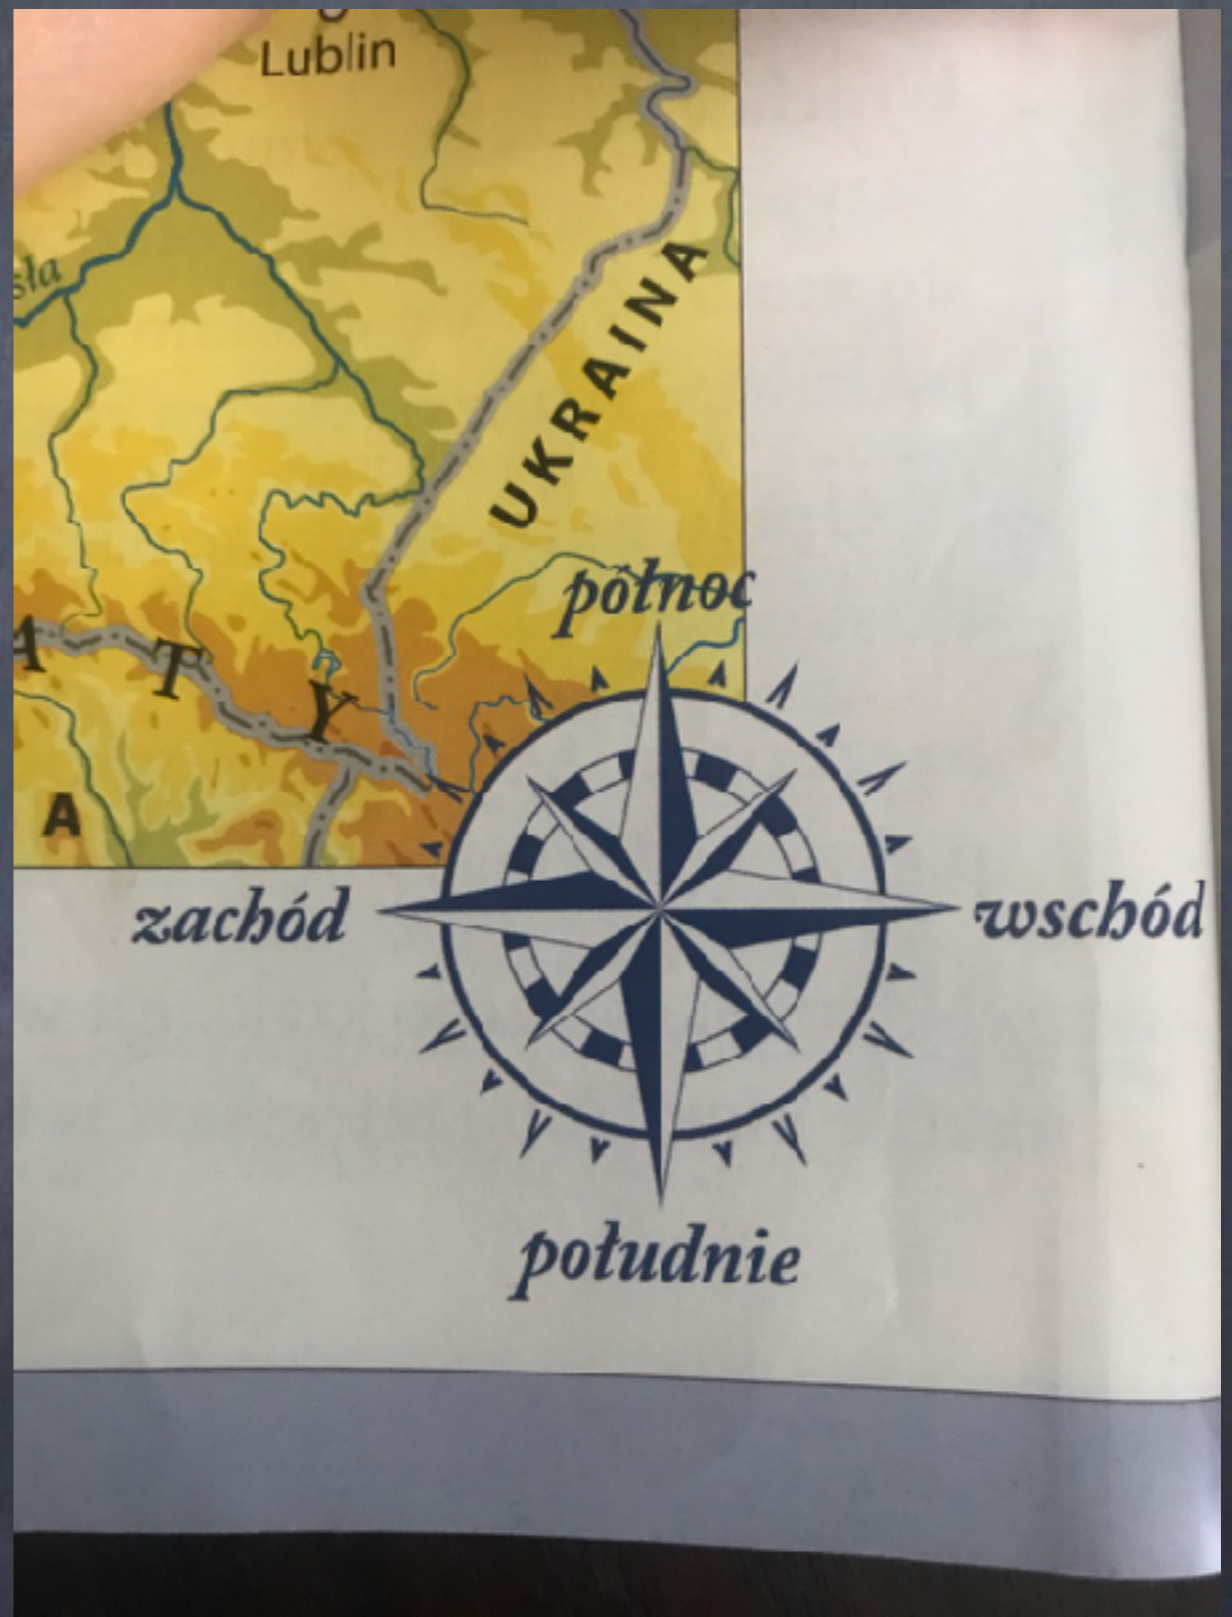 Lublin
sła
UKRAINA
północ
A T Y
A
zachód
wschód
południe